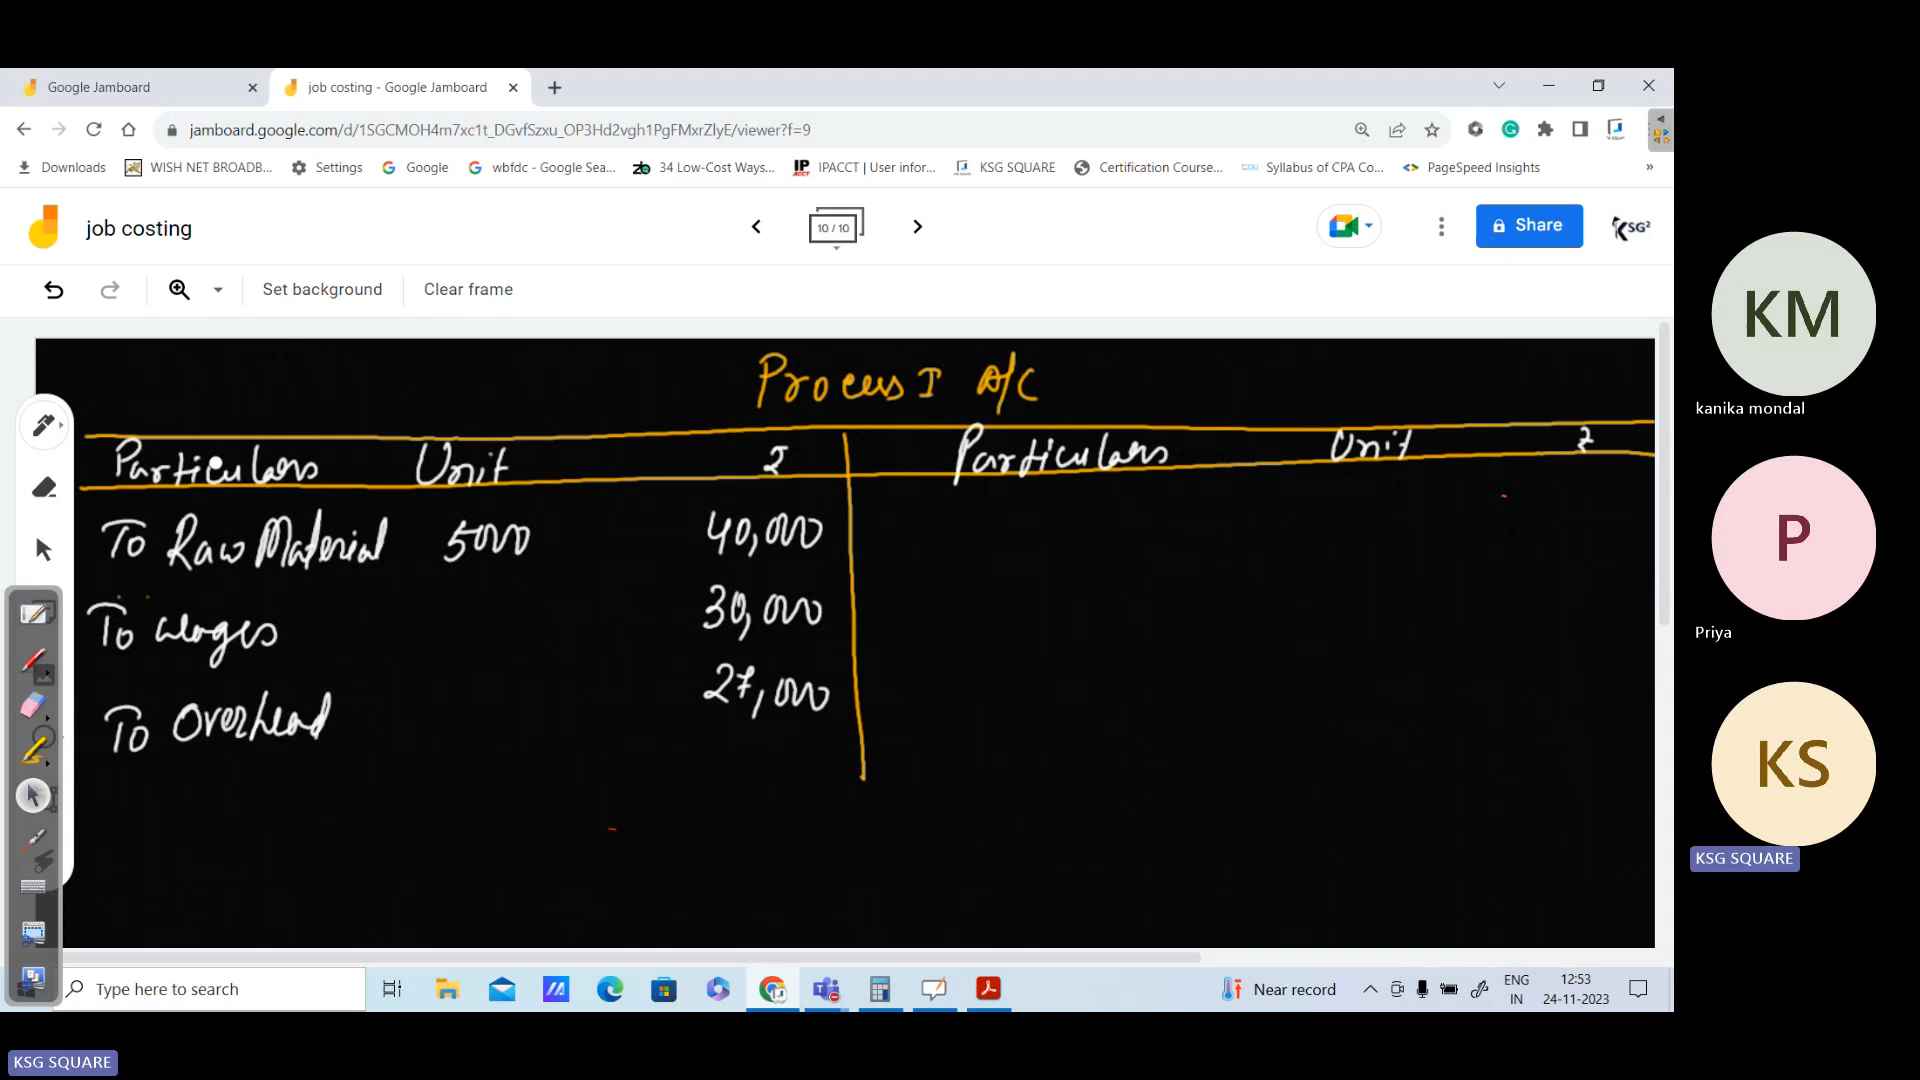 Google Jamboard
job costing - Google Jamboard
jamboard.google.com/d/1SGCMOH4m7xc1t_DGvfSzxu_OP3Hd2vgh1PgFMxrZlyE/viewer?f=9
Downloads WISH NET BROADB... Settings Google wbfdc - Google Sea... 34 Low-Cost Ways... IPACCT | User infor... KSG SQUARE Certification Course... Syllabus of CPA Co... PageSpeed Insights »
job costing 10 / 10 Share KSG²
Set background Clear frame
Process I A/C
Particulars Unit ₹ Particulars Unit ₹
To Raw Material 5000 40,000
To Wages 30,000
To Overhead 27,000
KM
kanika mondal
P
Priya
KS
KSG SQUARE
Type here to search
Near record
ENG
IN
12:53
24-11-2023
KSG SQUARE